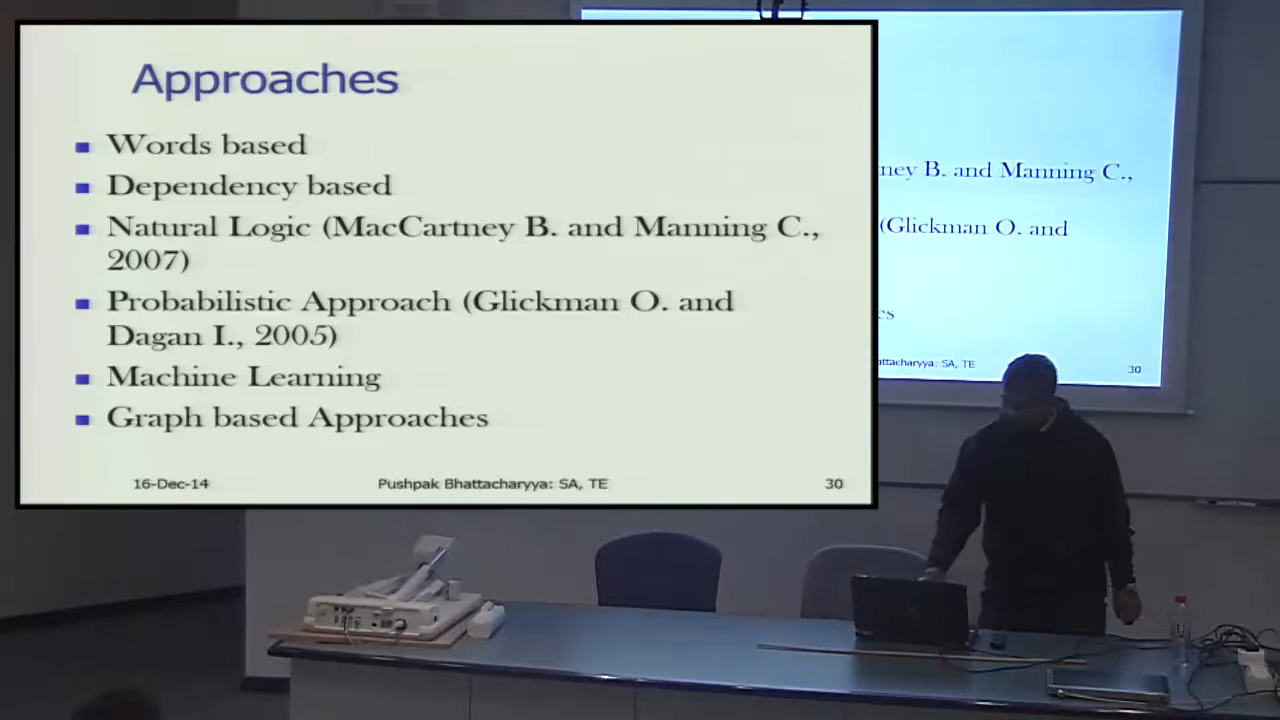 Approaches
Words based
Dependency based
Natural Logic (MacCartney B. and Manning C.,
2007)
Probabilistic Approach (Glickman O. and
Dagan I., 2005)
Machine Learning
Graph based Approaches
16-Dec-14 Pushpak Bhattacharyya: SA, TE 30
ney B. and Manning C.,
(Glickman O. and
es
attacharyya: SA, TE 30